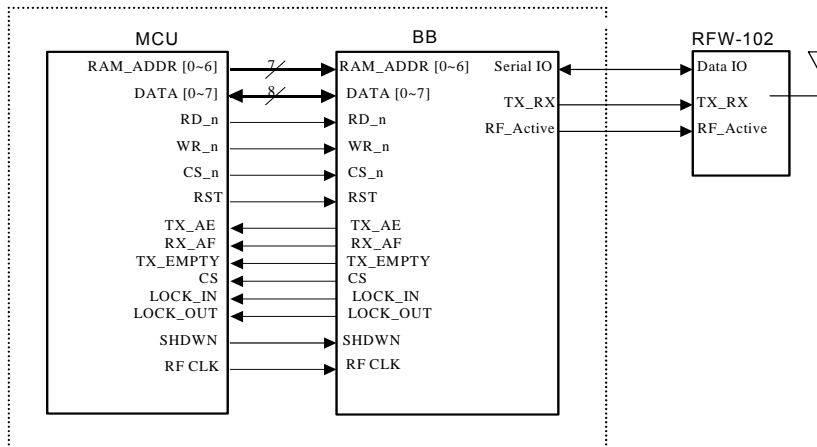 MCU BB RFW-102
RAM_ADDR [0~6] 7 RAM_ADDR [0~6] Serial IO Data IO
DATA [0~7] 8 DATA [0~7] TX_RX TX_RX
RD_n RD_n RF_Active RF_Active
WR_n WR_n
CS_n CS_n
RST RST
TX_AE TX_AE
RX_AF RX_AF
TX_EMPTY TX_EMPTY
CS CS
LOCK_IN LOCK_IN
LOCK_OUT LOCK_OUT
SHDWN SHDWN
RF CLK RF CLK